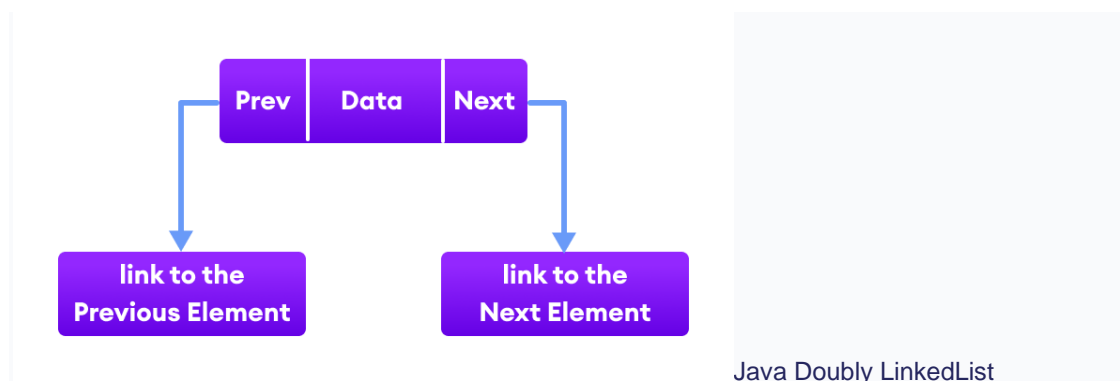 Prev Data Next
link to the
Previous Element
link to the
Next Element
Java Doubly LinkedList